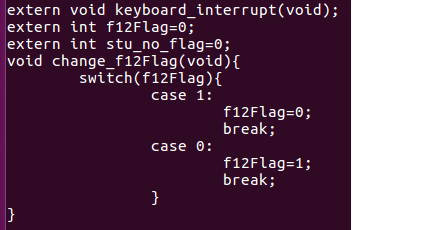 extern void keyboard_interrupt(void);
extern int f12Flag=0;
extern int stu_no_flag=0;
void change_f12Flag(void){
        switch(f12Flag){
                case 1:
                        f12Flag=0;
                        break;
                case 0:
                        f12Flag=1;
                        break;
                }
}